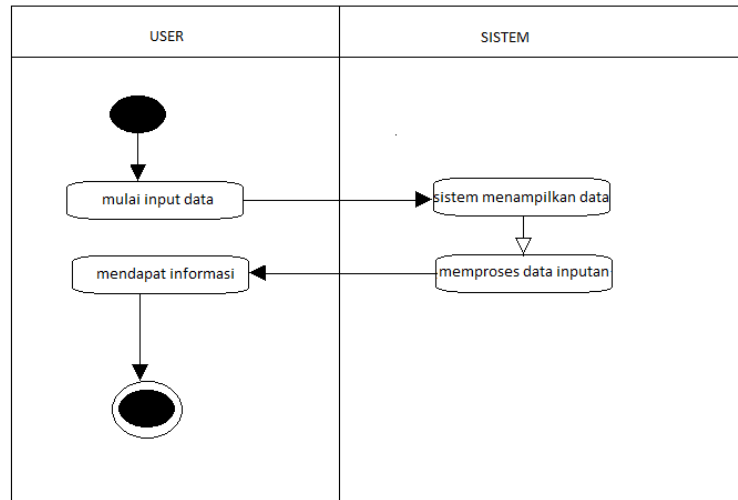 USER
SISTEM
mulai input data
sistem menampilkan data
mendapat informasi
memproses data inputan